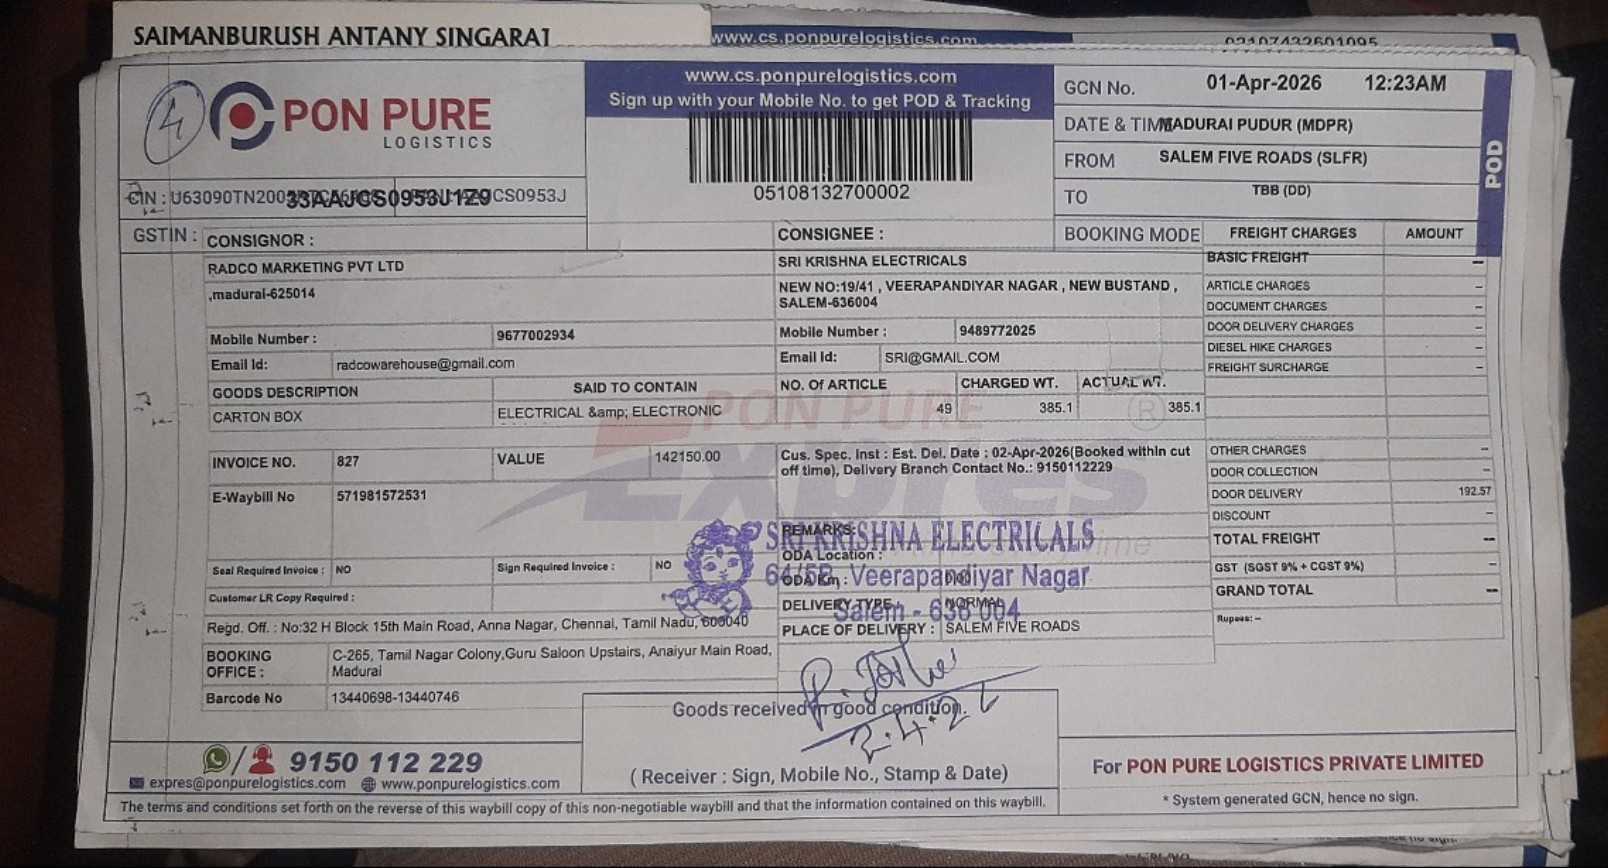 SAIMANBURUSH ANTANY SINGARAJ
www.cs.ponpurelogistics.com
02107432601095
4
PON PURE
LOGISTICS
www.cs.ponpurelogistics.com
Sign up with your Mobile No. to get POD & Tracking
05108132700002
GCN No. 01-Apr-2026 12:23AM
DATE & TIME MADURAI PUDUR (MDPR)
FROM SALEM FIVE ROADS (SLFR)
TO TBB (DD)
BOOKING MODE
POD
CIN : 33AAJCS0953J1Z9
GSTIN :
CONSIGNOR :
RADCO MARKETING PVT LTD
,madurai-625014
Mobile Number : 9677002934
Email Id: radcowarehouse@gmail.com
CONSIGNEE :
SRI KRISHNA ELECTRICALS
NEW NO:19/41 , VEERAPANDIYAR NAGAR , NEW BUSTAND ,
SALEM-636004
Mobile Number : 9489772025
Email Id: SRI@GMAIL.COM
GOODS DESCRIPTION SAID TO CONTAIN NO. Of ARTICLE CHARGED WT. ACTUAL WT.
CARTON BOX ELECTRICAL &amp; ELECTRONIC 49 385.1 385.1
PON PURE
Expres
INVOICE NO. 827 VALUE 142150.00
E-Waybill No 571981572531
Cus. Spec. Inst : Est. Del. Date : 02-Apr-2026(Booked within cut
off time), Delivery Branch Contact No.: 9150112229
REMARKS:
ODA Location :
ODA Km :
DELIVERY TYPE : NORMAL
PLACE OF DELIVERY : SALEM FIVE ROADS
SRI KRISHNA ELECTRICALS
Veerapandiyar Nagar
Salem - 636 004
Seal Required Invoice : NO Sign Required Invoice : NO
Customer LR Copy Required :
Regd. Off. : No:32 H Block 15th Main Road, Anna Nagar, Chennai, Tamil Nadu, 600040
BOOKING OFFICE : C-265, Tamil Nagar Colony,Guru Saloon Upstairs, Anaiyur Main Road,
Madurai
Barcode No 13440698-13440746
FREIGHT CHARGES AMOUNT
BASIC FREIGHT –
ARTICLE CHARGES –
DOCUMENT CHARGES –
DOOR DELIVERY CHARGES –
DIESEL HIKE CHARGES –
FREIGHT SURCHARGE –
OTHER CHARGES –
DOOR COLLECTION –
DOOR DELIVERY 192.57
DISCOUNT –
TOTAL FREIGHT --
GST (SGST 9% + CGST 9%) –
GRAND TOTAL --
Rupees: –
Goods received in good condition.
2.4.26
(Receiver : Sign, Mobile No., Stamp & Date)
9150 112 229
expres@ponpurelogistics.com www.ponpurelogistics.com
For PON PURE LOGISTICS PRIVATE LIMITED
* System generated GCN, hence no sign.
The terms and conditions set forth on the reverse of this waybill copy of this non-negotiable waybill and that the information contained on this waybill.